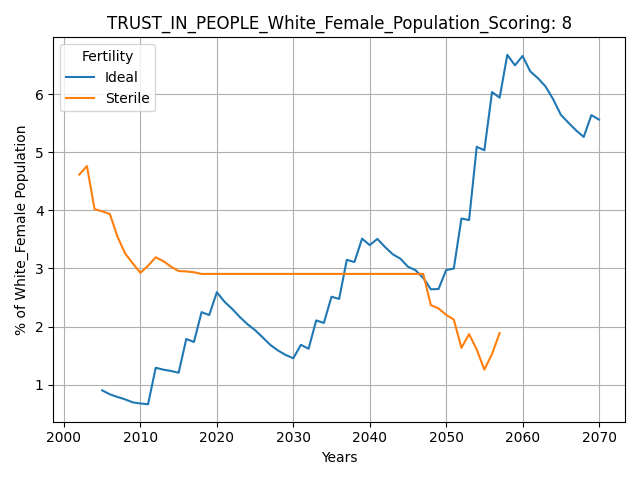 TRUST_IN_PEOPLE_White_Female_Population_Scoring: 8
Fertility
Ideal
Sterile
% of White_Female Population
6
5
4
3
2
1
2000 2010 2020 2030 2040 2050 2060 2070
Years